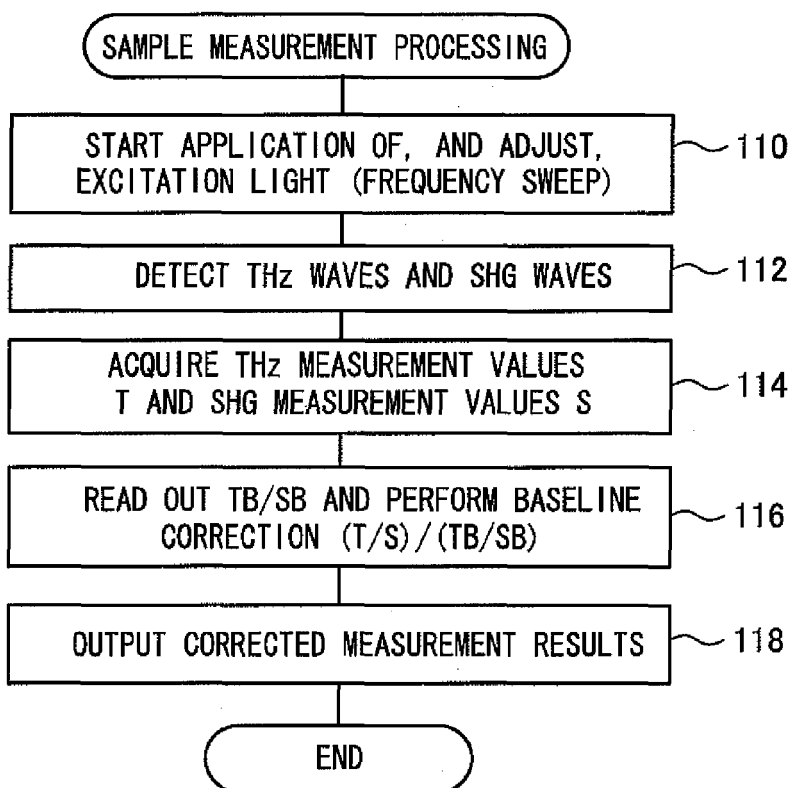 SAMPLE MEASUREMENT PROCESSING
START APPLICATION OF, AND ADJUST,
EXCITATION LIGHT (FREQUENCY SWEEP)
110
DETECT THz WAVES AND SHG WAVES
112
ACQUIRE THz MEASUREMENT VALUES
T AND SHG MEASUREMENT VALUES S
114
READ OUT TB/SB AND PERFORM BASELINE
CORRECTION (T/S)/(TB/SB)
116
OUTPUT CORRECTED MEASUREMENT RESULTS
118
END